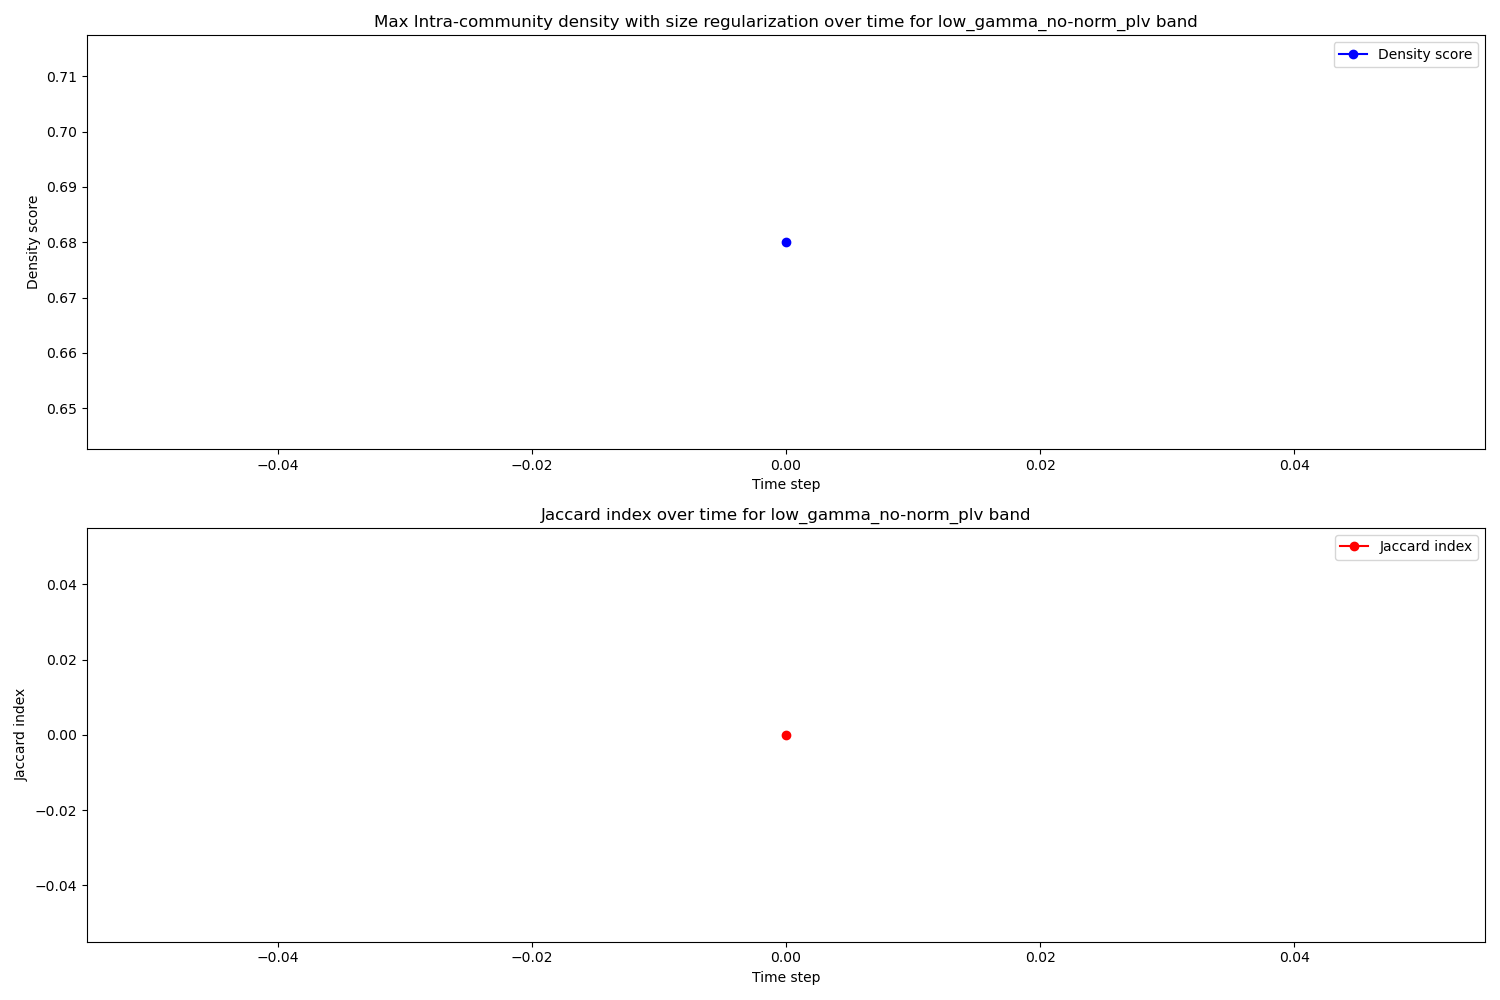 Max Intra-community density with size regularization over time for low_gamma_no-norm_plv band
Density score
0.71
0.70
0.69
0.68
0.67
0.66
0.65
Density score
−0.04
−0.02
0.00
0.02
0.04
Time step
Jaccard index over time for low_gamma_no-norm_plv band
Jaccard index
0.04
0.02
0.00
−0.02
−0.04
Jaccard index
−0.04
−0.02
0.00
0.02
0.04
Time step